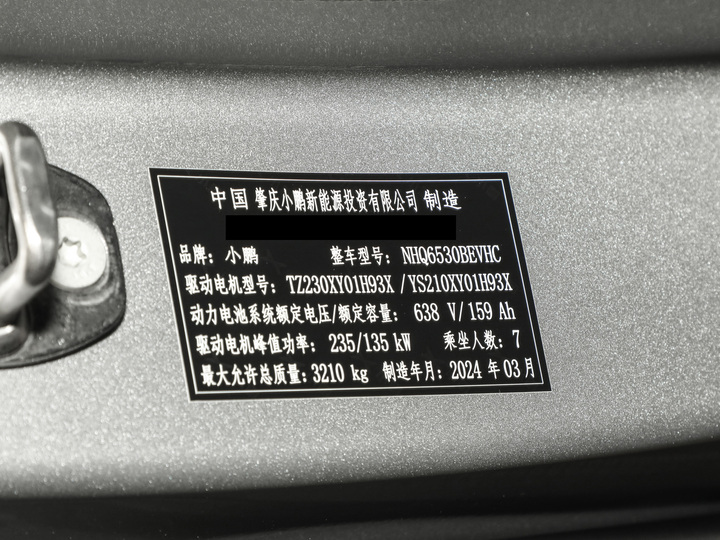 中国 肇庆小鹏新能源投资有限公司 制造
品牌：小鹏 整车型号：NHQ6530BEVHC
驱动电机型号：TZ230XY01H93X /YS210XY01H93X
动力电池系统额定电压/额定容量： 638 V/ 159 Ah
驱动电机峰值功率： 235/135 kW 乘坐人数：7
最大允许总质量：3210 kg 制造年月：2024 年 03 月